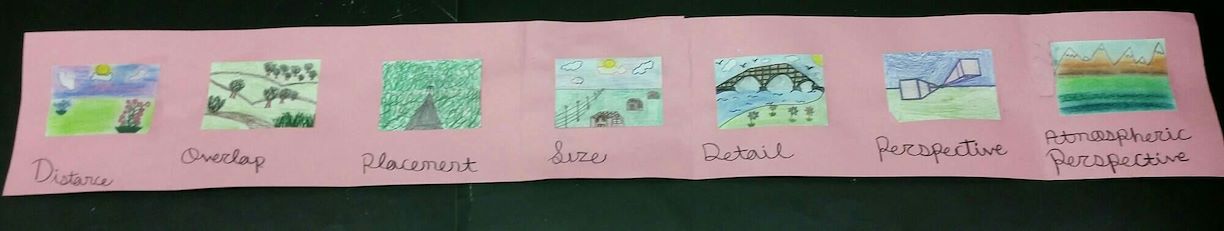 Distance
Overlap
Placement
Size
Detail
Perspective
Atmospheric
Perspective